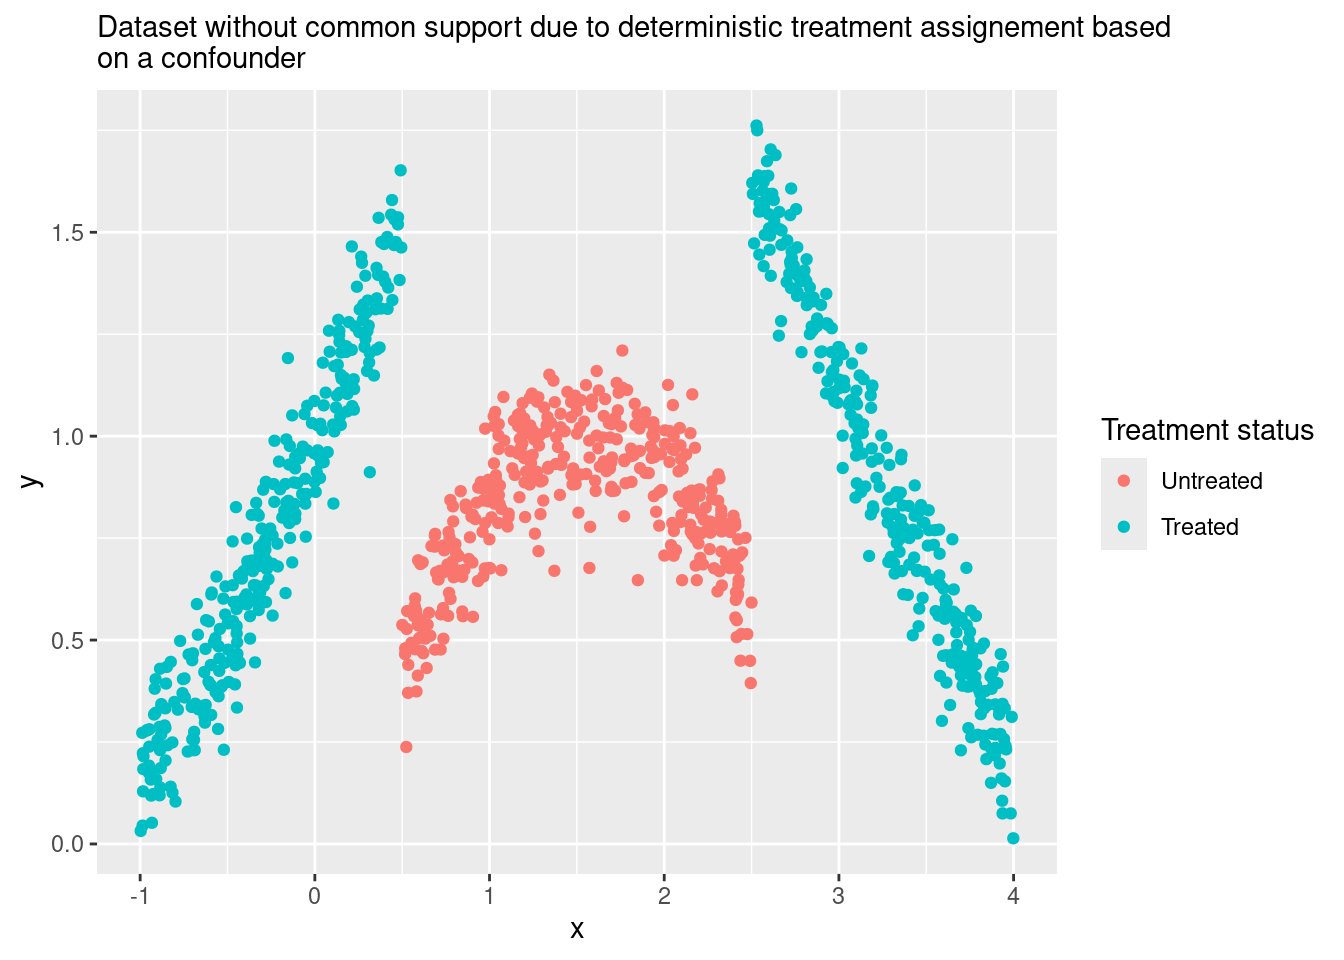 Dataset without common support due to deterministic treatment assignement based
on a confounder
1.5
1.0
0.5
0.0
y
-1 0 1 2 3 4
x
Treatment status
Untreated
Treated